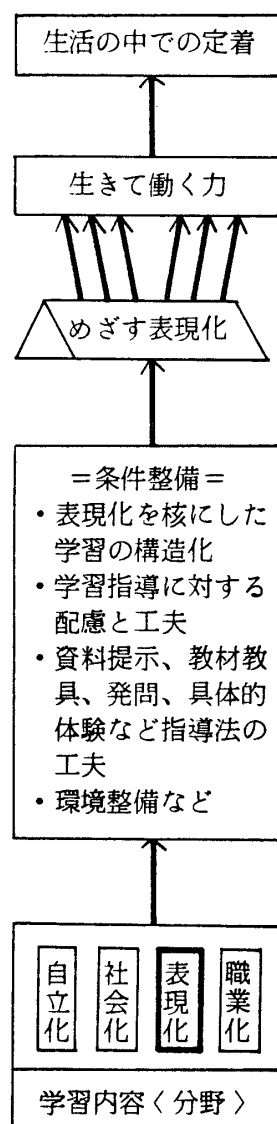 生活の中での定着
生きて働く力
めざす表現化
＝条件整備＝
・表現化を核にした
学習の構造化
・学習指導に対する
配慮と工夫
・資料提示、教材教
具、発問、具体的
体験など指導法の
工夫
・環境整備など
自立化
社会化
表現化
職業化
学習内容〈分野〉